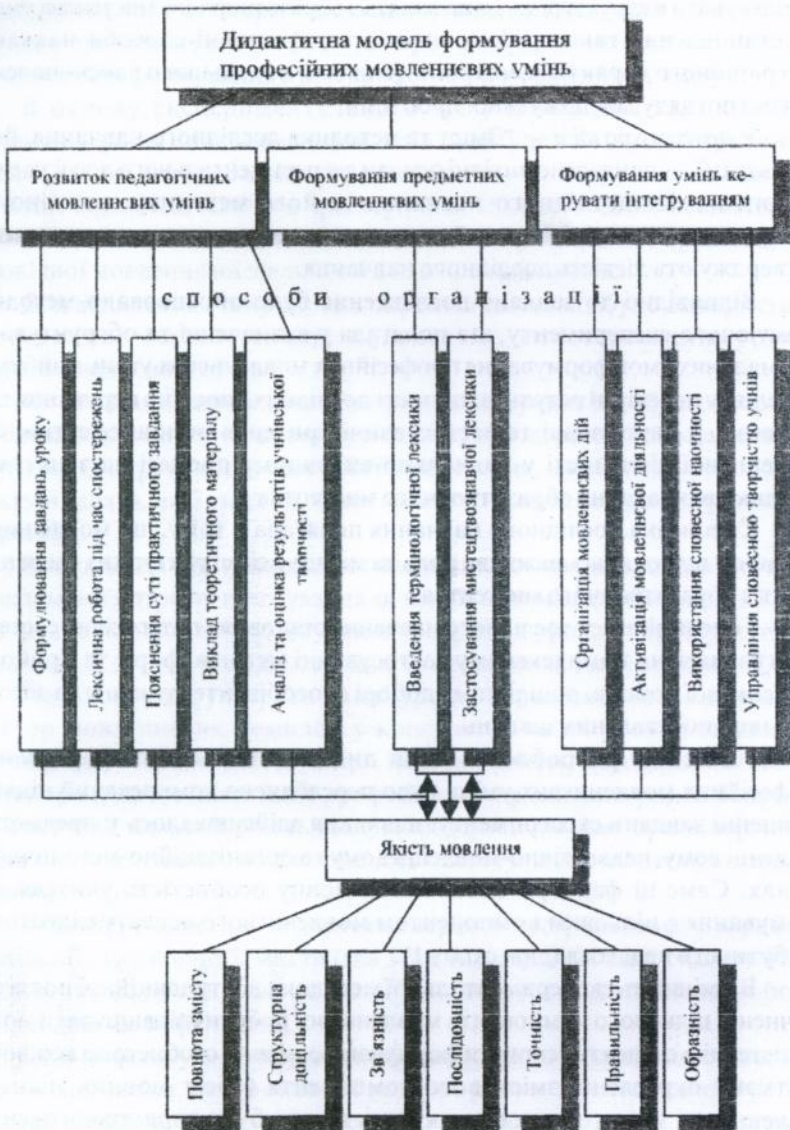 Дидактична модель формування
професійних мовленнєвих умінь
Розвиток педагогічних
мовленнєвих умінь
Формування предметних
мовленнєвих умінь
Формування умінь ке-
рувати інтегруванням
способи організації
Формулювання завдань, уроку
Лексичні роботи під час спостережень
Пояснення суті практичного завдання
Виклад теоретичного матеріалу
Аналіз та оцінка результатів учнівської
творчості
Введення термінологічної лексики
Застосування мистествознавчої лексики
Організація мовленнєвих дій
Активізація мовленнєвої діяльності
Використання словесної наочності
Управління словесною творчістю учнів
Якість мовлення
Повнота змісту
Структурна
доцільність
Зв'язність
Послідовність
Точність
Правильність
Образність